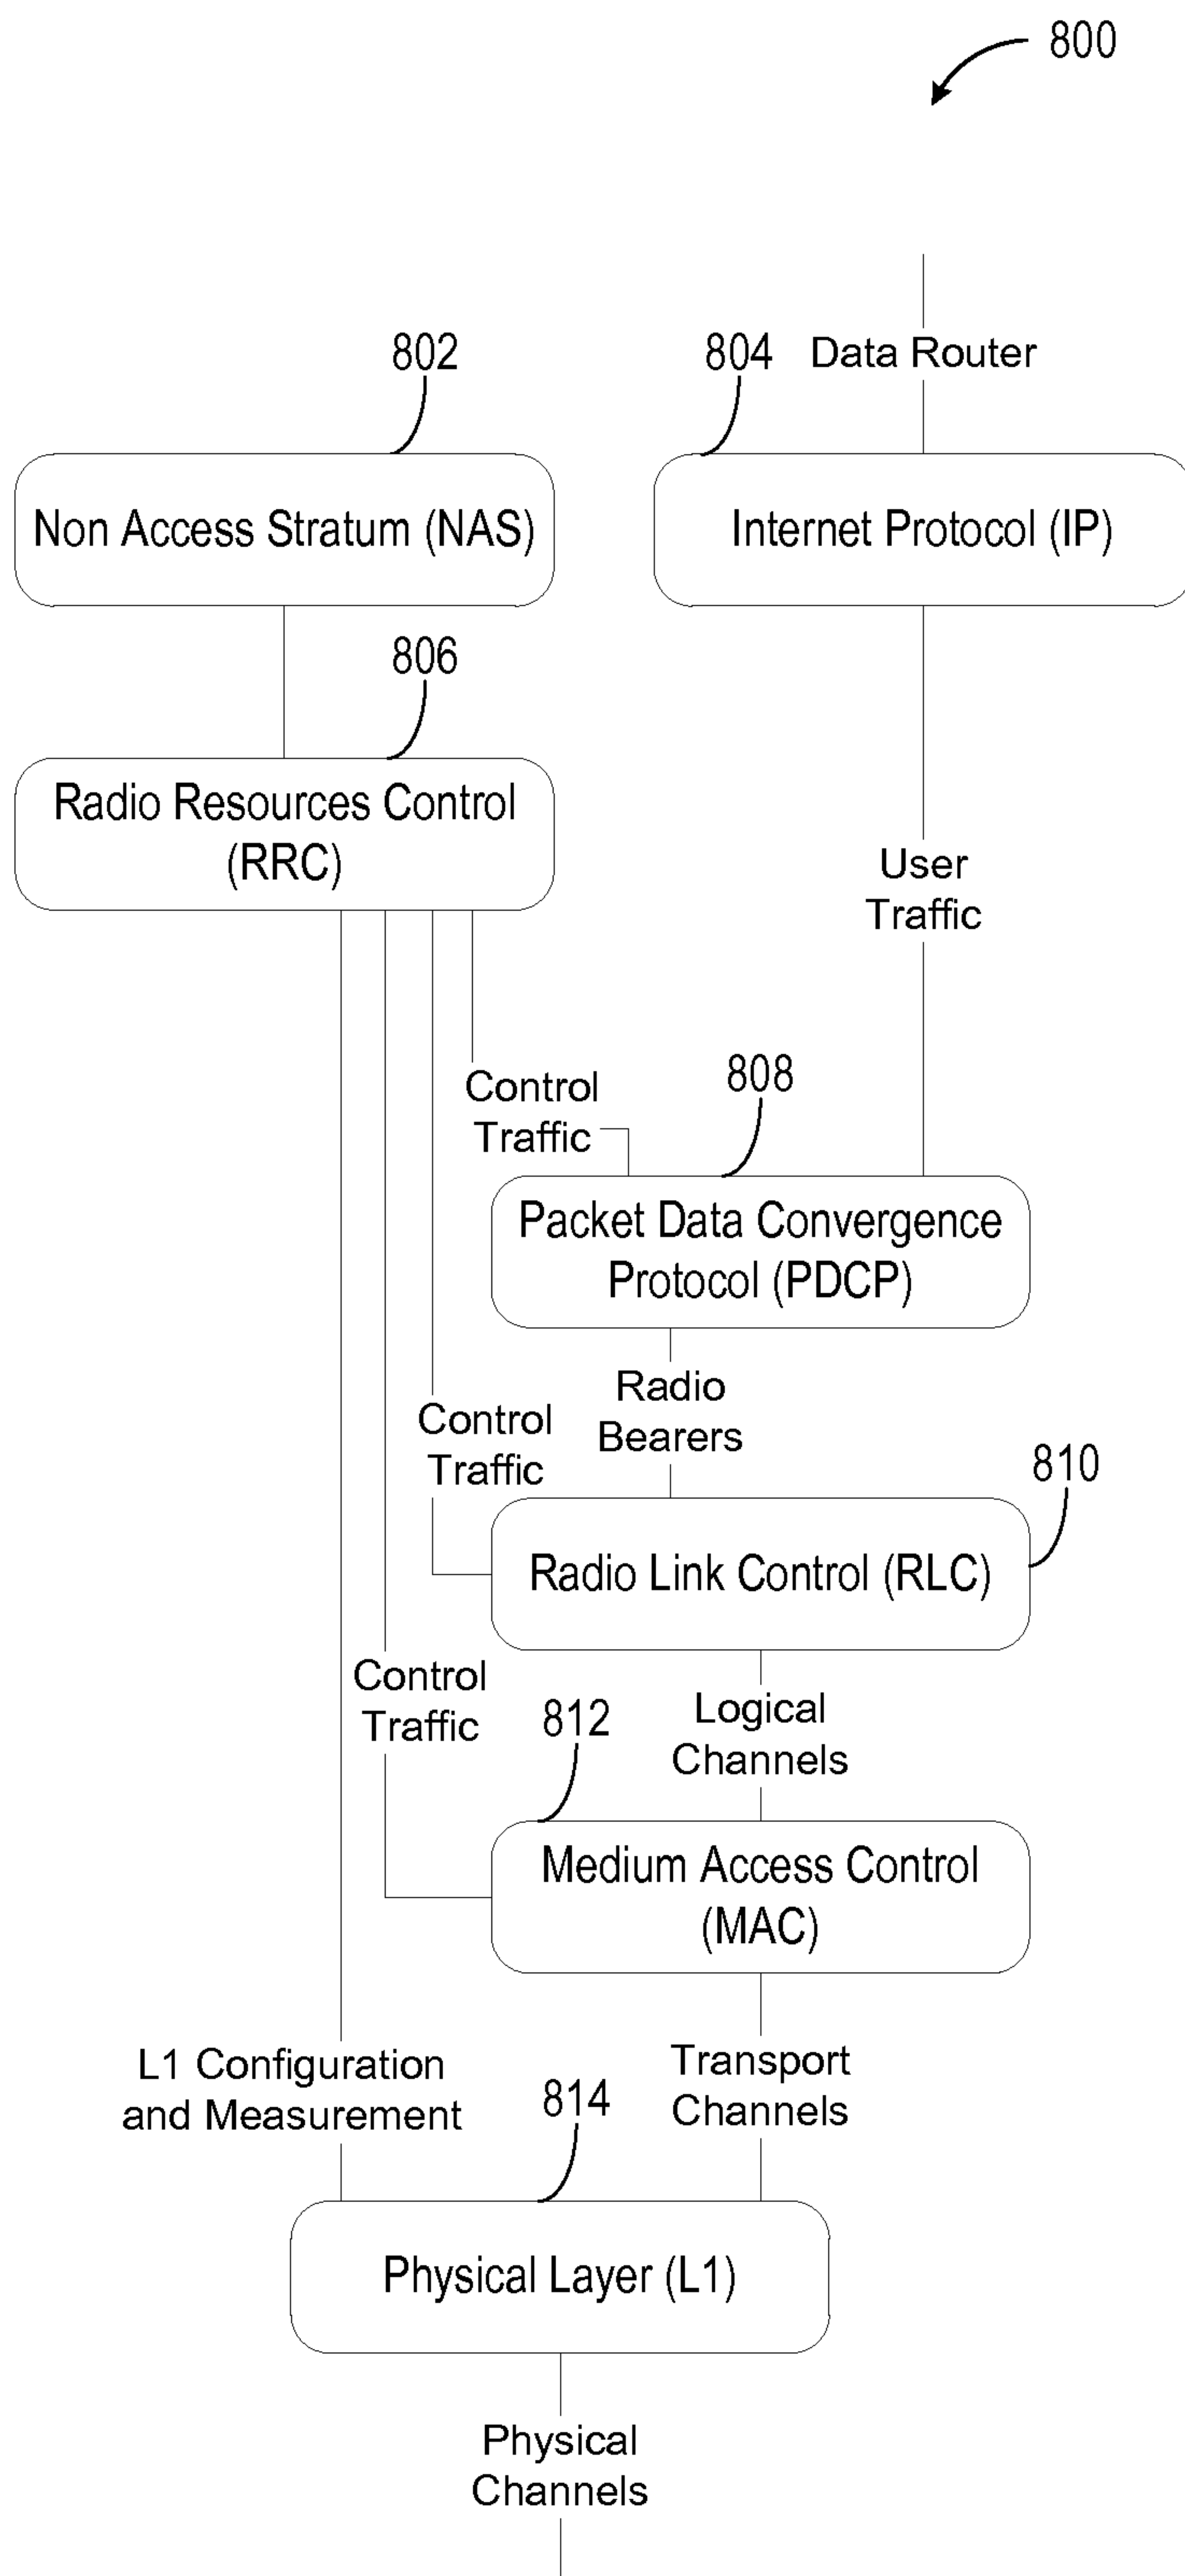 800
802
804
Data Router
Non Access Stratum (NAS)
Internet Protocol (IP)
806
Radio Resources Control
(RRC)
User
Traffic
Control
Traffic
808
Packet Data Convergence
Protocol (PDCP)
Radio
Bearers
Control
Traffic
810
Radio Link Control (RLC)
Control
Traffic
812
Logical
Channels
Medium Access Control
(MAC)
L1 Configuration
and Measurement
814
Transport
Channels
Physical Layer (L1)
Physical
Channels